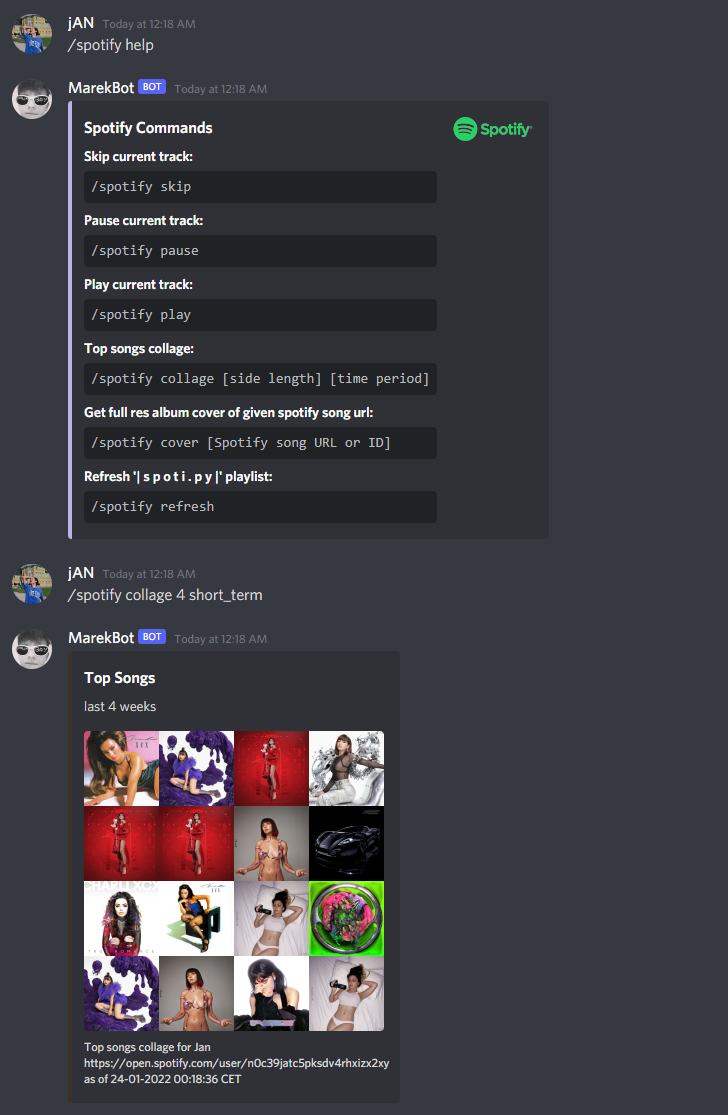 jAN Today at 12:18 AM
/spotify help
MarekBot BOT Today at 12:18 AM
Spotify Commands
Spotify
Skip current track:
/spotify skip
Pause current track:
/spotify pause
Play current track:
/spotify play
Top songs collage:
/spotify collage [side length] [time period]
Get full res album cover of given spotify song url:
/spotify cover [Spotify song URL or ID]
Refresh '| s p o t i . p y |' playlist:
/spotify refresh
jAN Today at 12:18 AM
/spotify collage 4 short_term
MarekBot BOT Today at 12:18 AM
Top Songs
last 4 weeks
XCX
CHARLI XCX
TRUE ROMANCE
XCX
Top songs collage for Jan
https://open.spotify.com/user/n0c39jatc5pksdv4rhxizx2xy
as of 24-01-2022 00:18:36 CET